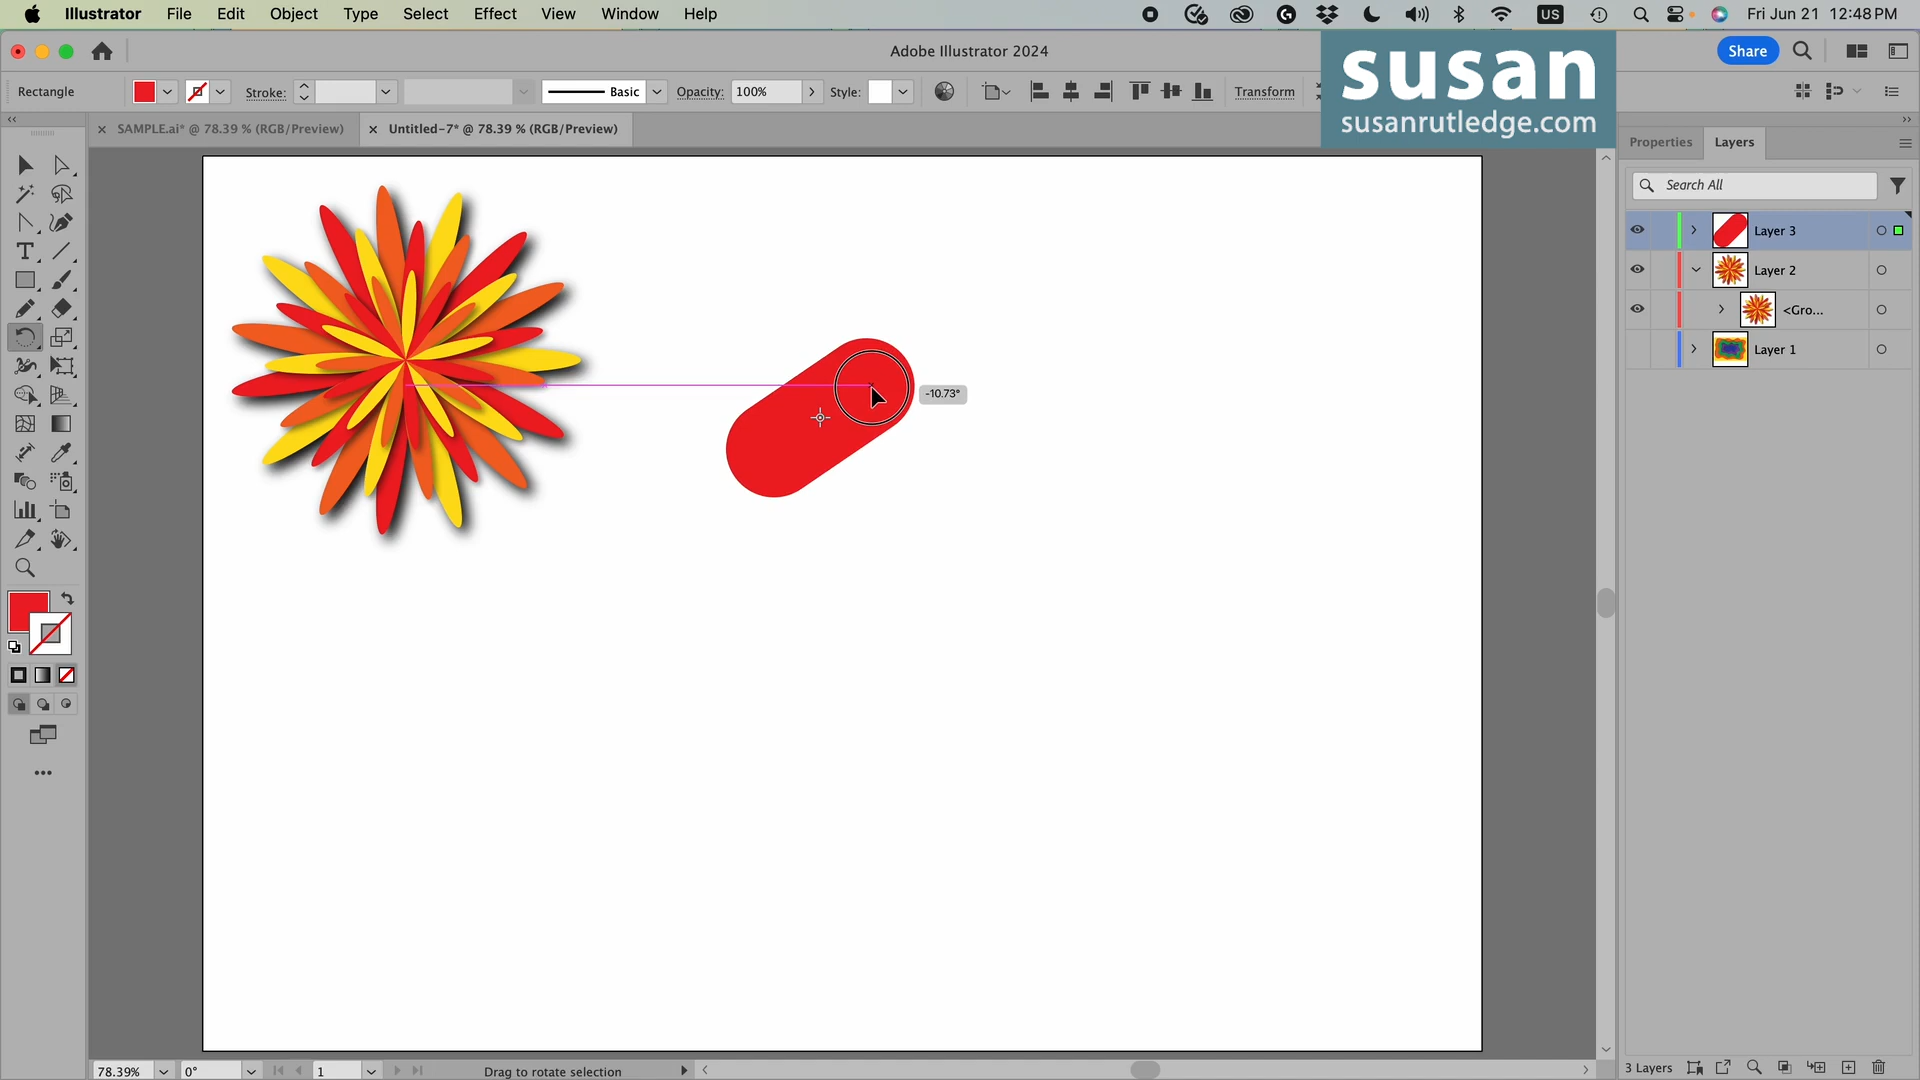 Illustrator File Edit Object Type Select Effect View Window Help US Fri Jun 21 12:48 PM
Adobe Illustrator 2024 Share
susan
susanrutledge.com
Rectangle Stroke: Basic Opacity: 100% Style: Transform
SAMPLE.ai* @ 78.39 % (RGB/Preview) Untitled-7* @ 78.39 % (RGB/Preview)
Properties Layers
Search All
Layer 3
Layer 2
<Gro...
Layer 1
-10.73°
78.39% 0° 1 Drag to rotate selection 3 Layers